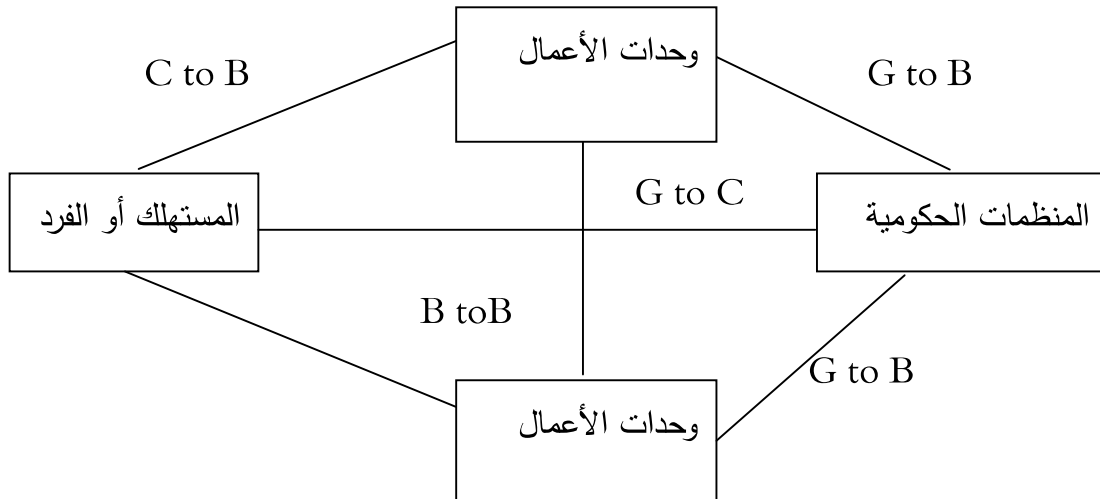 وحدات الأعمال
C to B
G to B
G to C
المستهلك أو الفرد
المنظمات الحكومية
B toB
G to B
وحدات الأعمال